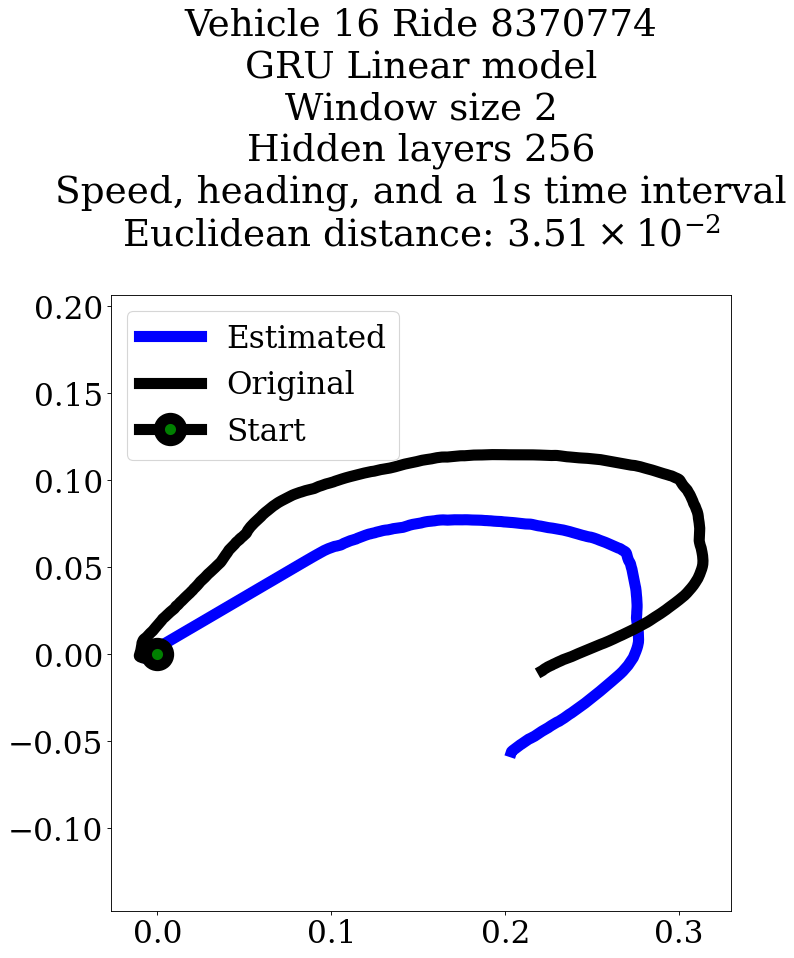 Vehicle 16 Ride 8370774
GRU Linear model
Window size 2
Hidden layers 256
Speed, heading, and a 1s time interval
Euclidean distance: 3.51 × 10⁻²
Estimated
Original
Start
0.20
0.15
0.10
0.05
0.00
−0.05
−0.10
0.0 0.1 0.2 0.3